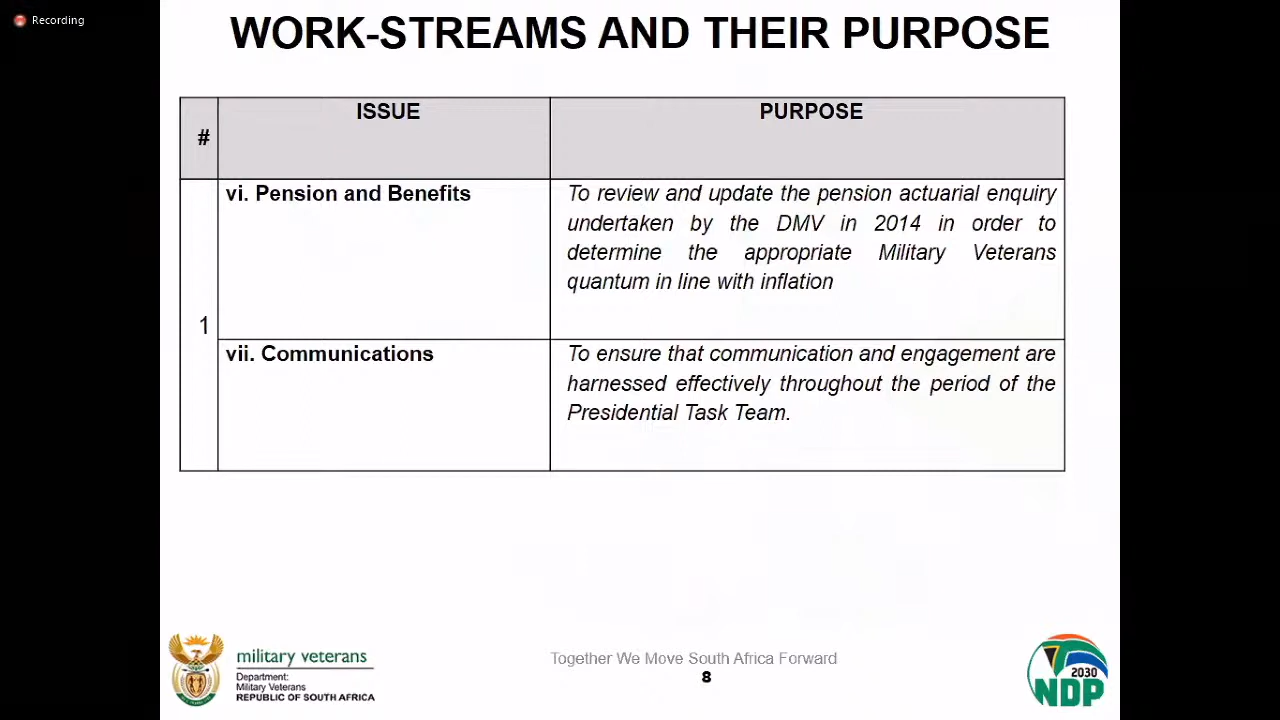 Recording
WORK-STREAMS AND THEIR PURPOSE
#
ISSUE
PURPOSE
1
vi. Pension and Benefits
To review and update the pension actuarial enquiry
undertaken by the DMV in 2014 in order to
determine the appropriate Military Veterans
quantum in line with inflation
vii. Communications
To ensure that communication and engagement are
harnessed effectively throughout the period of the
Presidential Task Team.
military veterans
Department:
Military Veterans
REPUBLIC OF SOUTH AFRICA
Together We Move South Africa Forward
8
2030
NDP